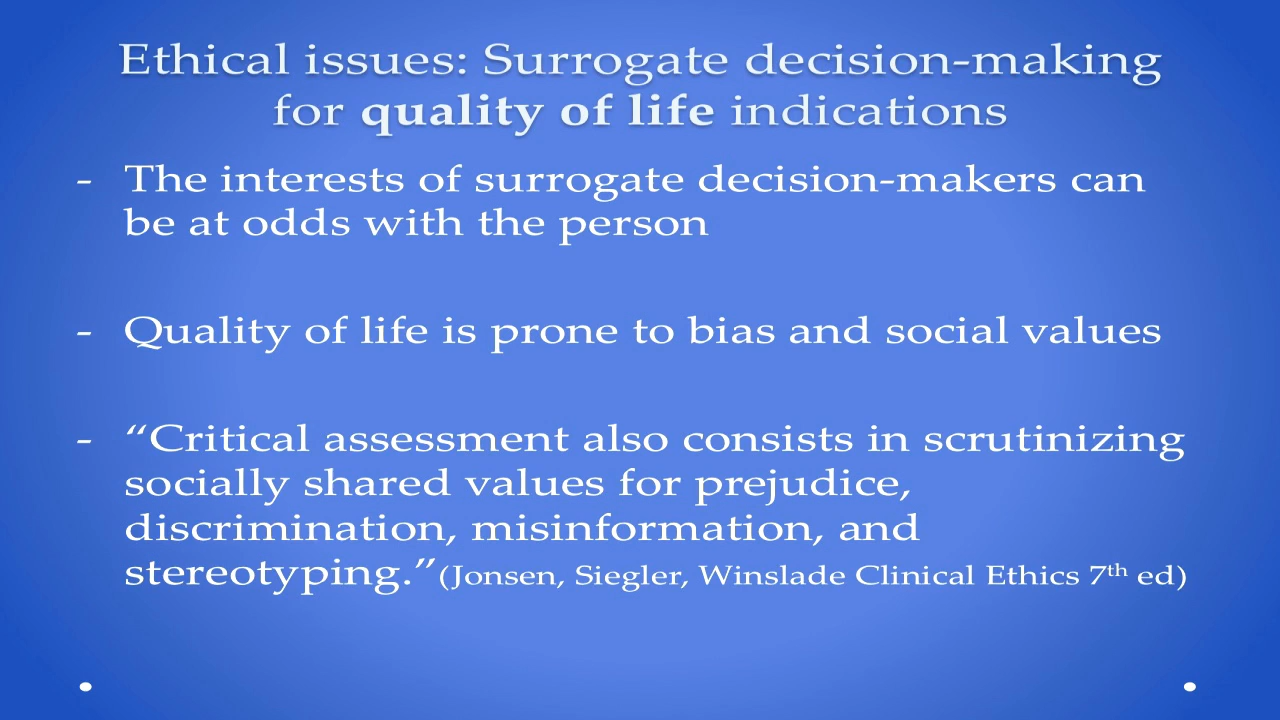 Ethical issues: Surrogate decision-making
for quality of life indications
- The interests of surrogate decision-makers can
be at odds with the person
- Quality of life is prone to bias and social values
- “Critical assessment also consists in scrutinizing
socially shared values for prejudice,
discrimination, misinformation, and
stereotyping.”(Jonsen, Siegler, Winslade Clinical Ethics 7th ed)